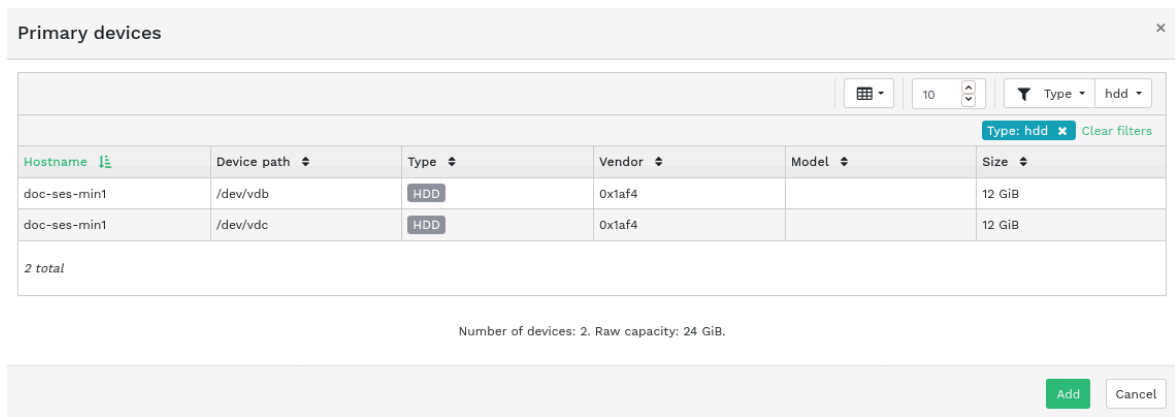 Primary devices ×
10 Type hdd
Type: hdd × Clear filters
Hostname Device path Type Vendor Model Size
doc-ses-min1 /dev/vdb HDD 0x1af4 12 GiB
doc-ses-min1 /dev/vdc HDD 0x1af4 12 GiB
2 total
Number of devices: 2. Raw capacity: 24 GiB.
Add Cancel